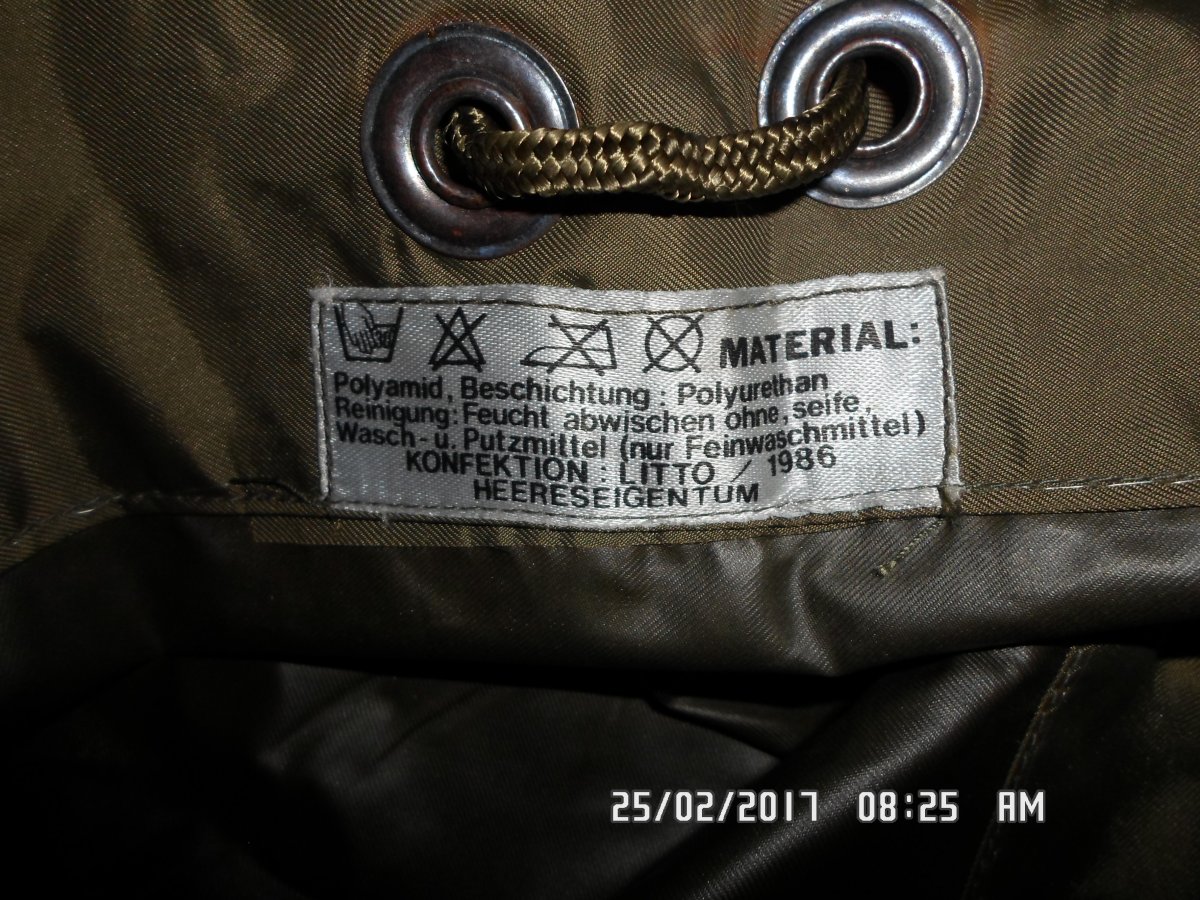 MATERIAL:
Polyamid, Beschichtung: Polyurethan
Reinigung: Feucht abwischen ohne, seife,
Wasch- u. Putzmittel (nur Feinwaschmittel)
KONFEKTION: LITTO / 1986
HEERESEIGENTUM
25/02/2017 08:25 AM